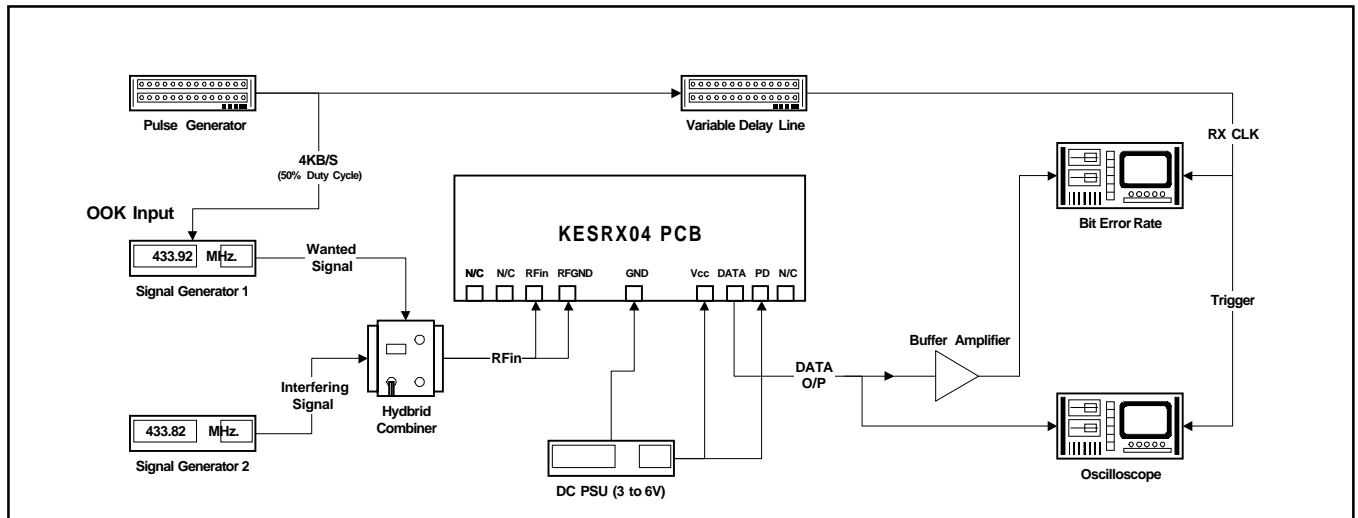 Pulse Generator
Variable Delay Line
RX CLK
4KB/S
(50% Duty Cycle)
OOK Input
KESRX04 PCB
Bit Error Rate
433.92 MHz.
Wanted
Signal
N/C N/C RFin RFGND GND Vcc DATA PD N/C
Signal Generator 1
Trigger
Buffer Amplifier
RFin
DATA
O/P
Interfering
Signal
Hydbrid
Combiner
433.82 MHz.
Signal Generator 2
Oscilloscope
DC PSU (3 to 6V)